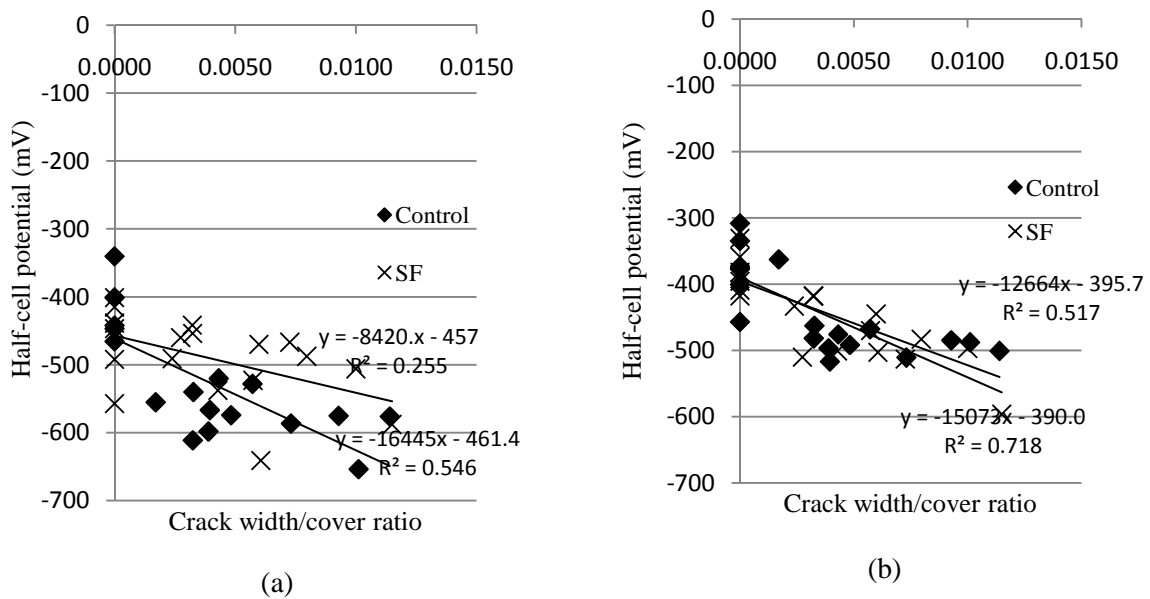 0
0.0000 0.0050 0.0100 0.0150
-100
-200
-300
-400
-500
-600
-700
Half-cell potential (mV)
Control
SF
y = -8420.x - 457
R² = 0.255
y = -16445x - 461.4
R² = 0.546
Crack width/cover ratio
(a)
0
0.0000 0.0050 0.0100 0.0150
-100
-200
-300
-400
-500
-600
-700
Half-cell potential (mV)
Control
SF
y = -12664x - 395.7
R² = 0.517
y = -15073x - 390.0
R² = 0.718
Crack width/cover ratio
(b)